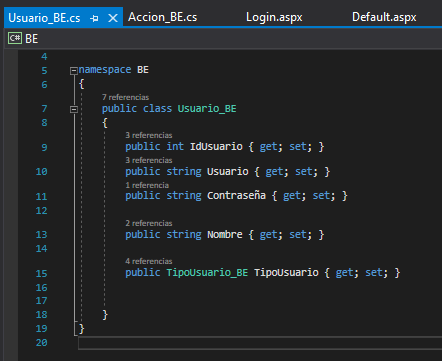 Usuario_BE.cs Accion_BE.cs Login.aspx Default.aspx
C# BE
4
5 namespace BE
6 {
7 referencias
7 public class Usuario_BE
8 {
3 referencias
9 public int IdUsuario { get; set; }
3 referencias
10 public string Usuario { get; set; }
1 referencia
11 public string Contraseña { get; set; }
12
2 referencias
13 public string Nombre { get; set; }
14
4 referencias
15 public TipoUsuario_BE TipoUsuario { get; set; }
16
17
18 }
19 }
20